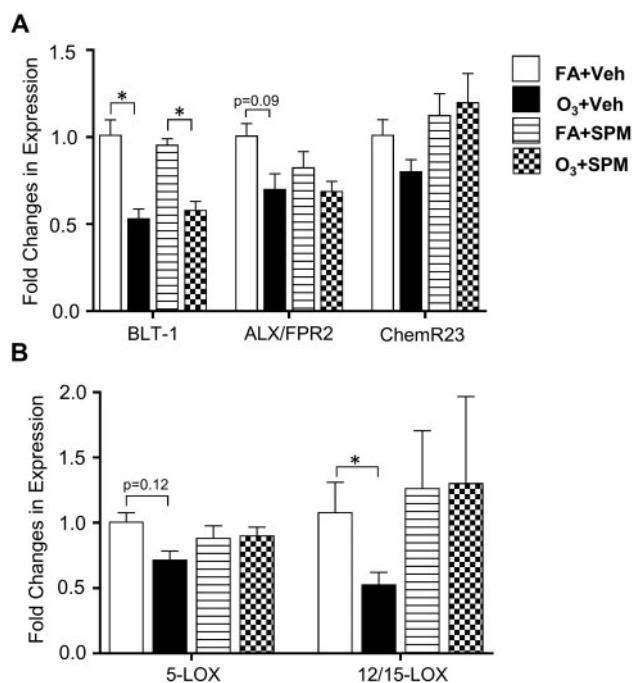 A
Fold Changes in Expression
1.5
1.0
0.5
0.0
*
*
p=0.09
BLT-1
ALX/FPR2
ChemR23
FA+Veh
O₃+Veh
FA+SPM
O₃+SPM
B
Fold Changes in Expression
2.0
1.5
1.0
0.5
0.0
p=0.12
*
5-LOX
12/15-LOX